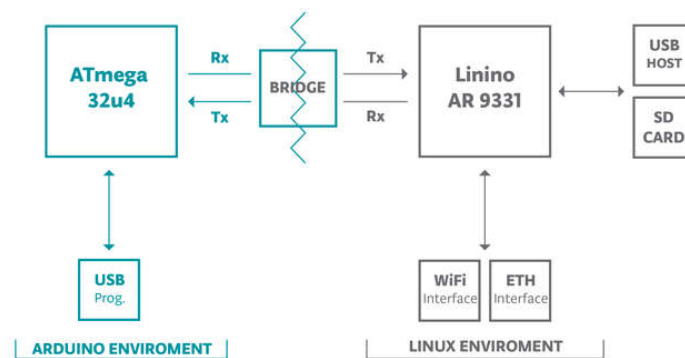 ATmega
32u4
Rx
Tx
BRIDGE
Tx
Rx
Linino
AR 9331
USB
HOST
SD
CARD
USB
Prog.
WiFi
Interface
ETH
Interface
ARDUINO ENVIROMENT
LINUX ENVIROMENT